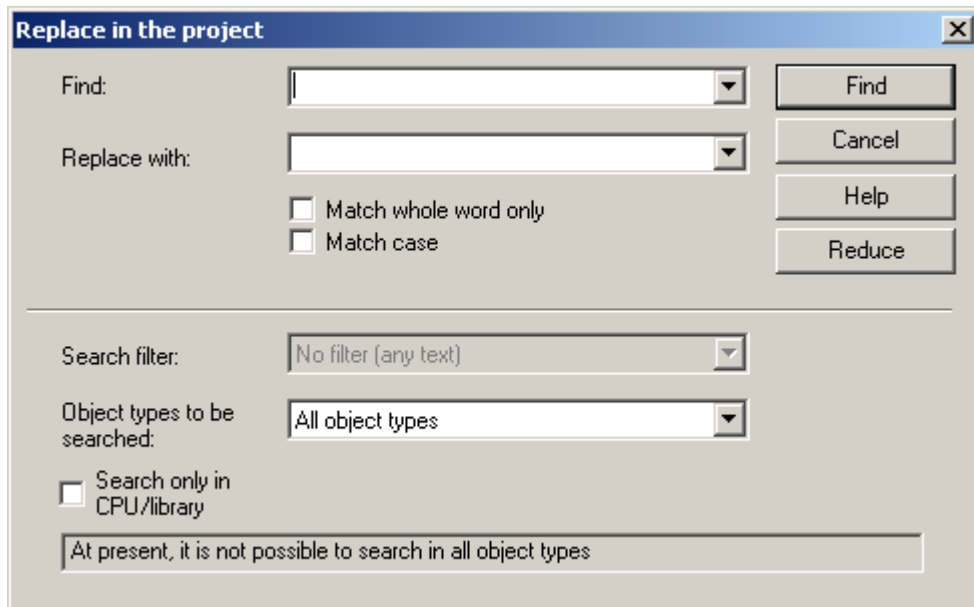 Replace in the project
Find:
Find
Replace with:
Cancel
Match whole word only
Help
Match case
Reduce
Search filter:
No filter (any text)
Object types to be
searched:
All object types
Search only in
CPU/library
At present, it is not possible to search in all object types